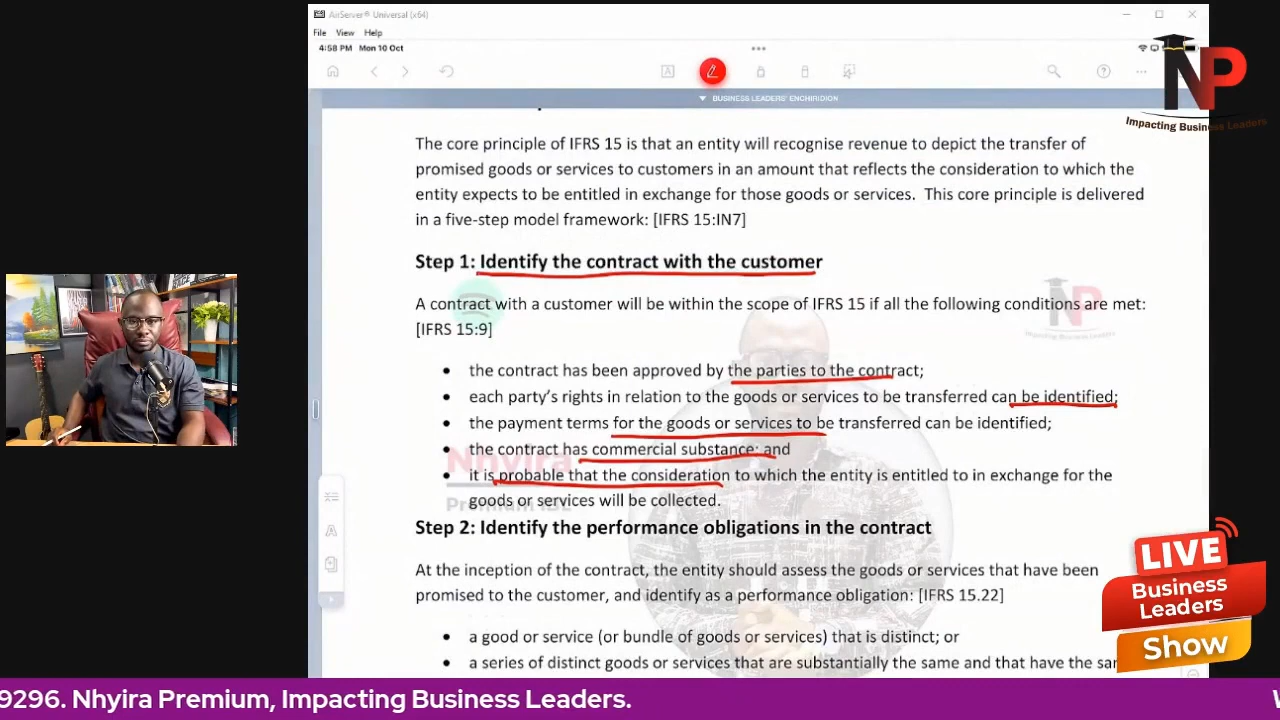 AirServer® Universal (x64)
File View Help
4:58 PM Mon 10 Oct
BUSINESS LEADERS' ENCHIRIDION
NP
Impacting Business Leaders
The core principle of IFRS 15 is that an entity will recognise revenue to depict the transfer of
promised goods or services to customers in an amount that reflects the consideration to which the
entity expects to be entitled in exchange for those goods or services. This core principle is delivered
in a five-step model framework: [IFRS 15:IN7]
Step 1: Identify the contract with the customer
A contract with a customer will be within the scope of IFRS 15 if all the following conditions are met:
[IFRS 15:9]
NP
Impacting Business Leaders
• the contract has been approved by the parties to the contract;
• each party's rights in relation to the goods or services to be transferred can be identified;
• the payment terms for the goods or services to be transferred can be identified;
• the contract has commercial substance; and
• it is probable that the consideration to which the entity is entitled to in exchange for the
goods or services will be collected.
Nhyira
Premium
Step 2: Identify the performance obligations in the contract
At the inception of the contract, the entity should assess the goods or services that have been
promised to the customer, and identify as a performance obligation: [IFRS 15.22]
• a good or service (or bundle of goods or services) that is distinct; or
• a series of distinct goods or services that are substantially the same and that have the
LIVE
Business
Leaders
Show
9296. Nhyira Premium, Impacting Business Leaders.